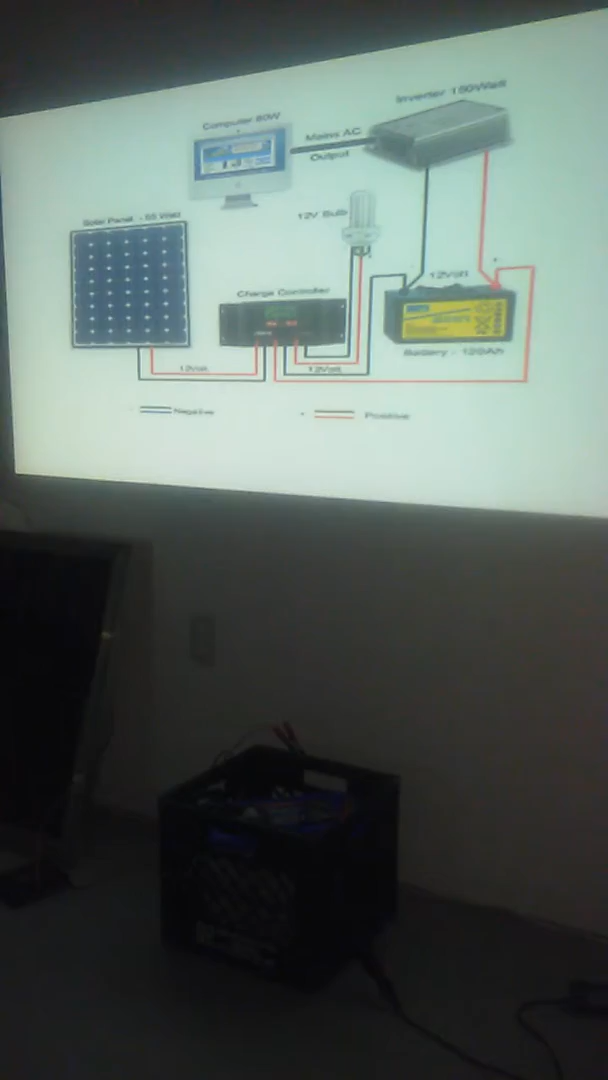 Computer 60W
Inverter 150Watt
Mains AC
Output
Solar Panel - 55 Watt
12V Bulb
Charge Controller
12Volt
Battery - 120Ah
12Volt
12Volt
Negative
Positive